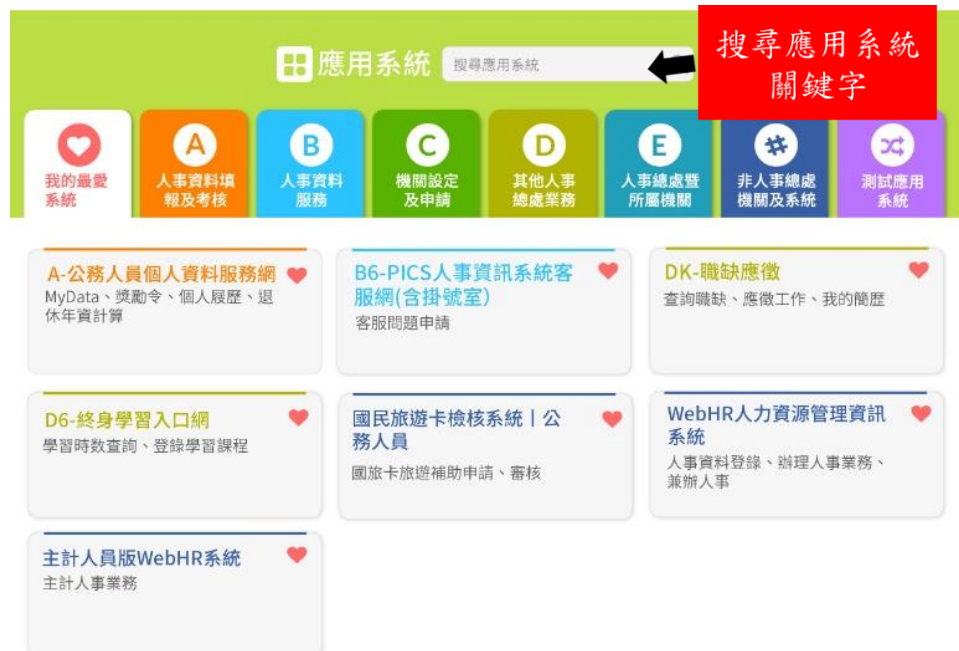 應用系統
搜尋應用系統
搜尋應用系統
關鍵字
我的最愛
系統
A
人事資料填
報及考核
B
人事資料
服務
C
機關設定
及申請
D
其他人事
總處業務
E
人事總處暨
所屬機關
#
非人事總處
機關及系統
測試應用
系統
A-公務人員個人資料服務網
MyData、獎勵令、個人履歷、退
休年資計算
B6-PICS人事資訊系統客
服網(含掛號室)
客服問題申請
DK-職缺應徵
查詢職缺、應徵工作、我的簡歷
D6-終身學習入口網
學習時數查詢、登錄學習課程
國民旅遊卡檢核系統｜公
務人員
國旅卡旅遊補助申請、審核
WebHR人力資源管理資訊
系統
人事資料登錄、辦理人事業務、
兼辦人事
主計人員版WebHR系統
主計人事業務